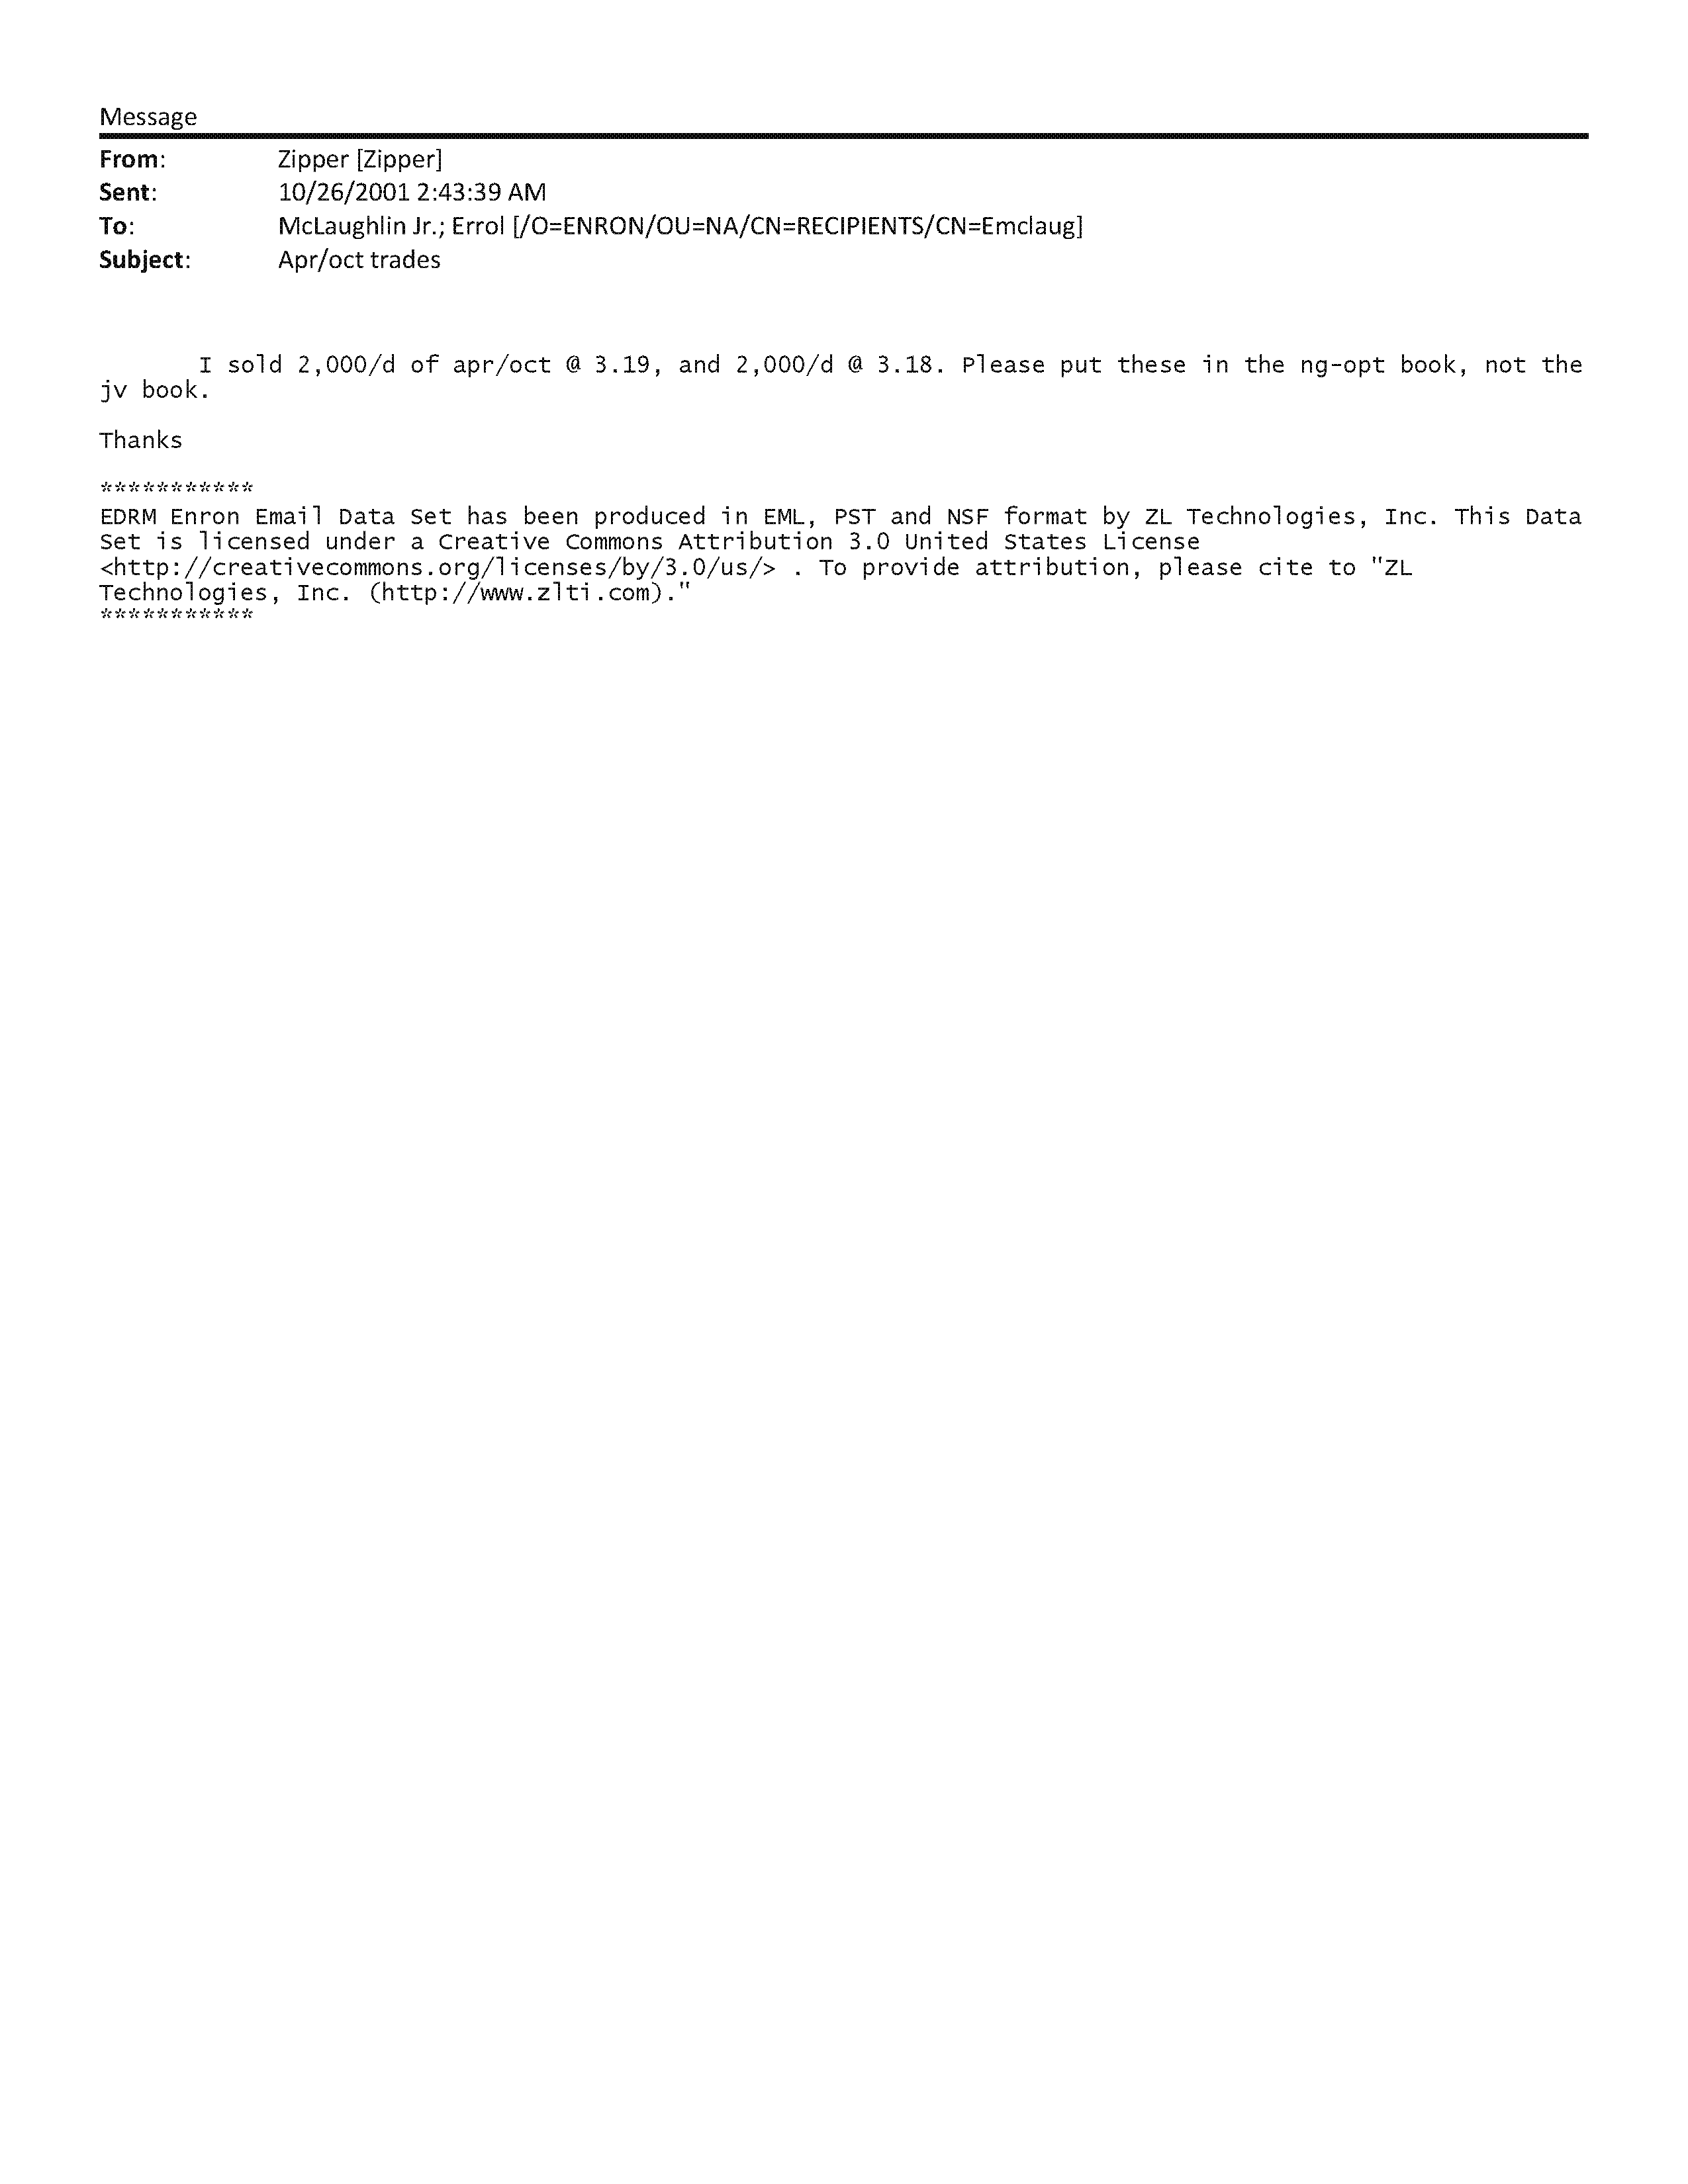 Message
From: Zipper [Zipper]
Sent: 10/26/2001 2:43:39 AM
To: McLaughlin Jr.; Errol [/O=ENRON/OU=NA/CN=RECIPIENTS/CN=Emclaug]
Subject: Apr/oct trades
I sold 2,000/d of apr/oct @ 3.19, and 2,000/d @ 3.18. Please put these in the ng-opt book, not the
jv book.
Thanks
***********
EDRM Enron Email Data Set has been produced in EML, PST and NSF format by ZL Technologies, Inc. This Data
Set is licensed under a Creative Commons Attribution 3.0 United States License
<http://creativecommons.org/licenses/by/3.0/us/> . To provide attribution, please cite to "ZL
Technologies, Inc. (http://www.zlti.com)."
***********